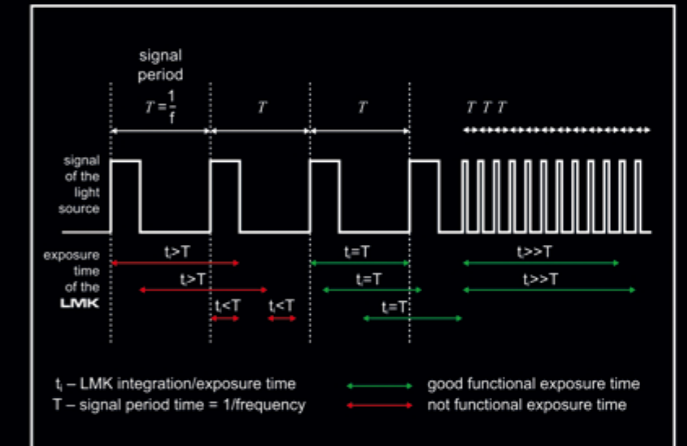 signal
period
T=1/f
T
T
T T T
signal
of the
light
source
exposure
time
of the
LMK
tᵢ>T
tᵢ=T
tᵢ>>T
tᵢ>T
tᵢ=T
tᵢ>>T
tᵢ<T
tᵢ<T
tᵢ=T
tᵢ – LMK integration/exposure time
good functional exposure time
T – signal period time = 1/frequency
not functional exposure time